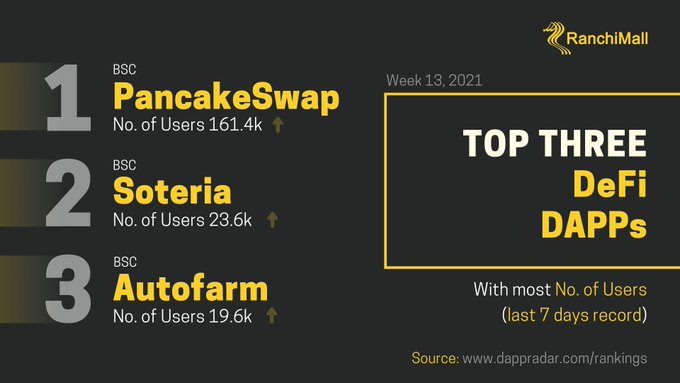 RanchiMall
1
BSC
PancakeSwap
No. of Users 161.4k
2
BSC
Soteria
No. of Users 23.6k
3
BSC
Autofarm
No. of Users 19.6k
Week 13, 2021
TOP THREE
DeFi
DAPPs
With most No. of Users
(last 7 days record)
Source: www.dappradar.com/rankings